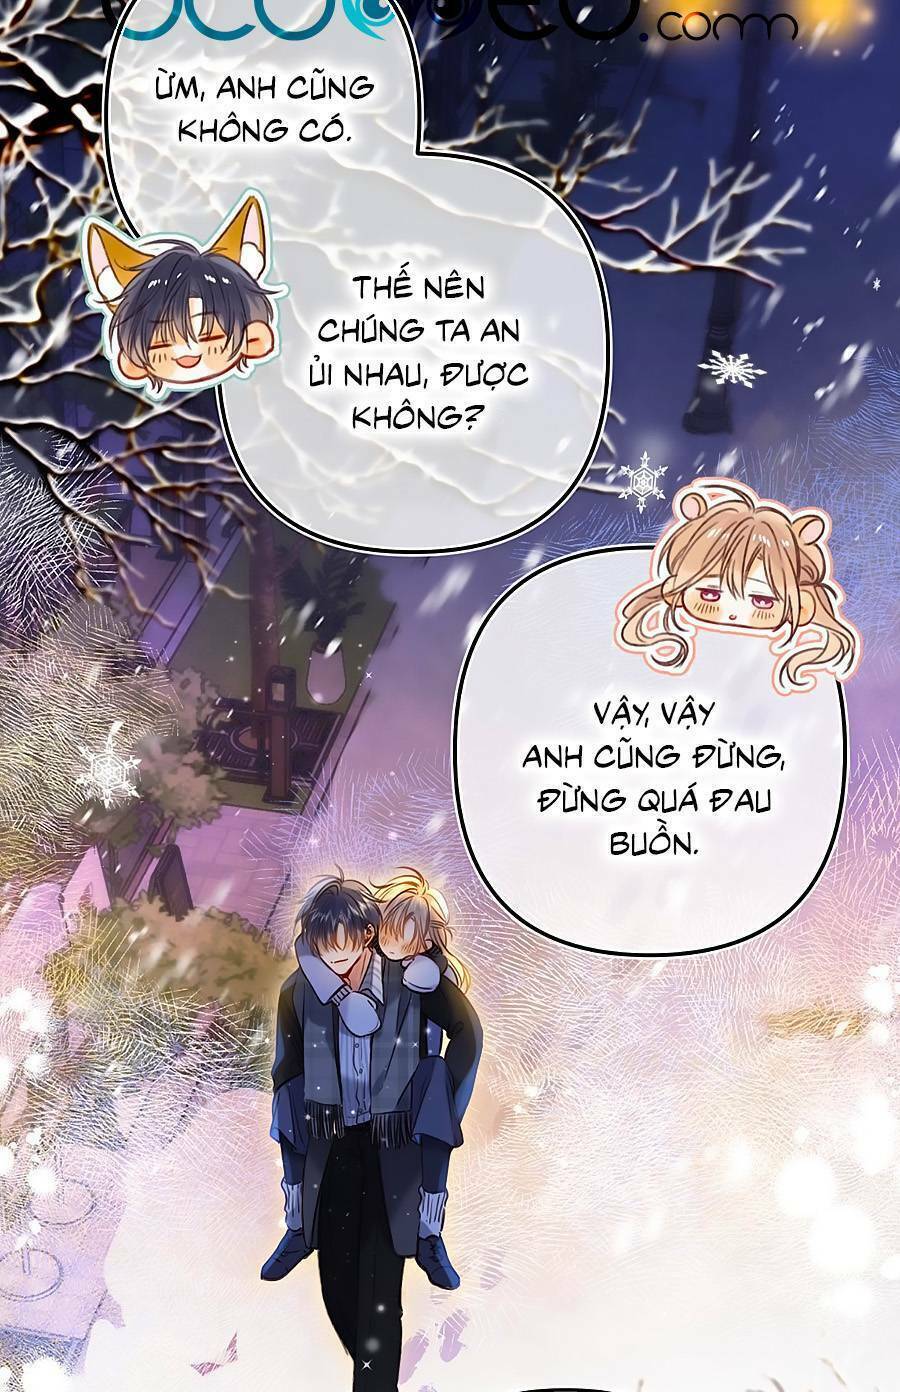 ỪM, ANH CŨNG
KHÔNG CÓ.
THẾ NÊN
CHÚNG TA AN
ỦI NHAU, ĐƯỢC
KHÔNG?
VẬY, VẬY
ANH CŨNG ĐỪNG,
ĐỪNG QUÁ ĐAU
BUỒN.